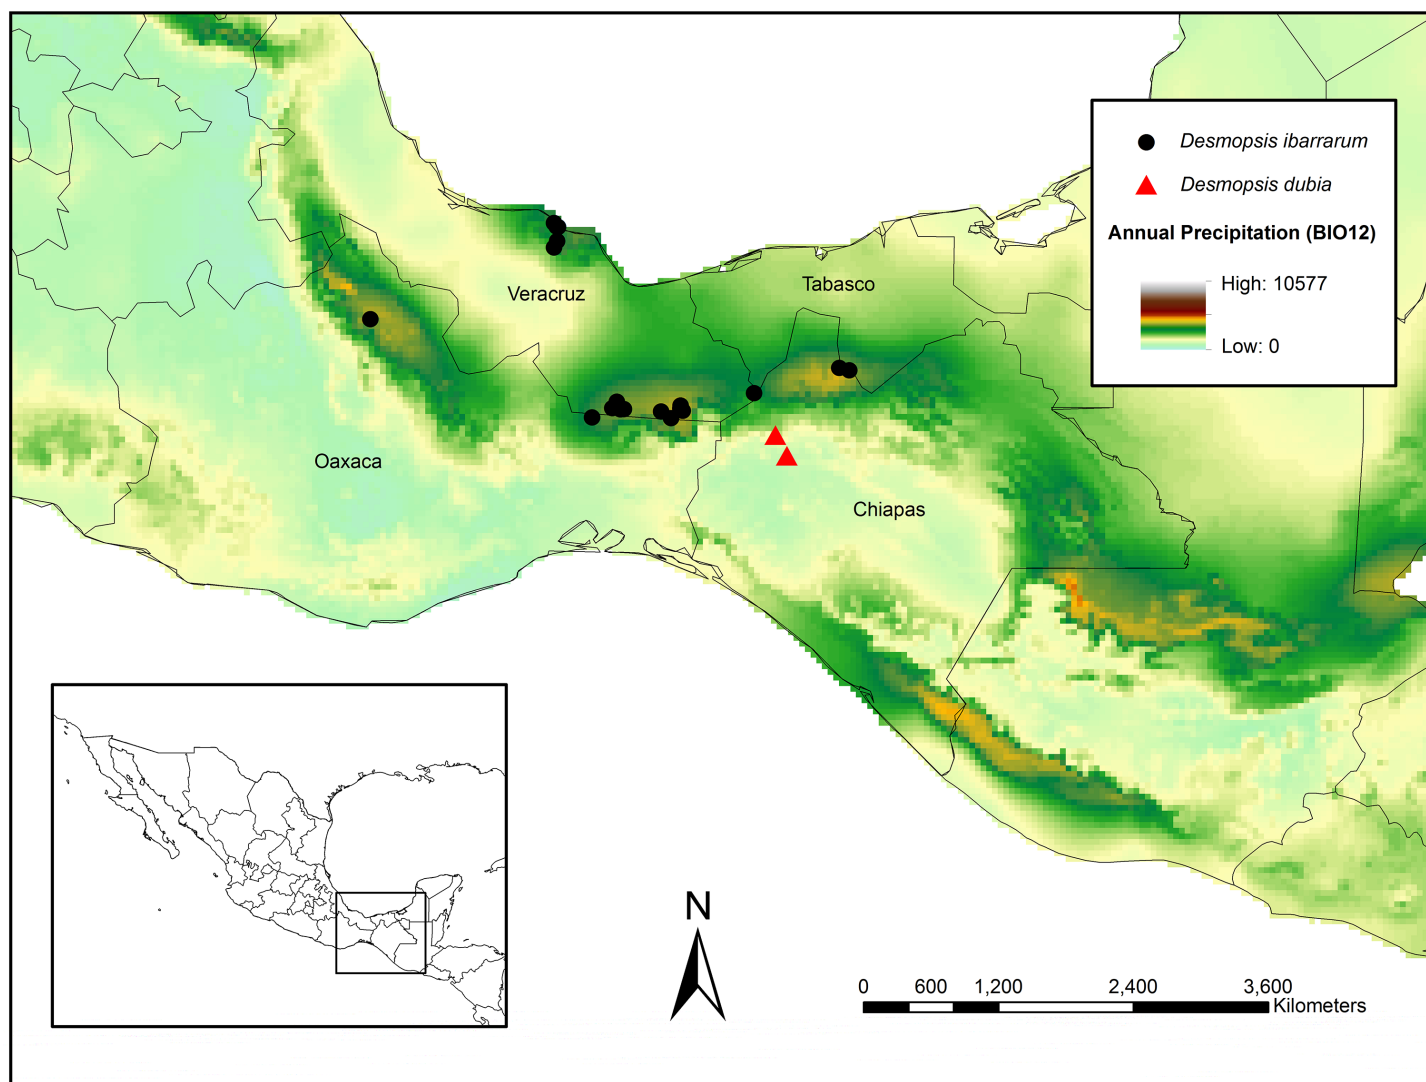 Desmopsis ibarrarum
Desmopsis dubia
Annual Precipitation (BIO12)
High: 10577
Low: 0
Tabasco
Veracruz
Oaxaca
Chiapas
N
0 600 1,200 2,400 3,600
Kilometers